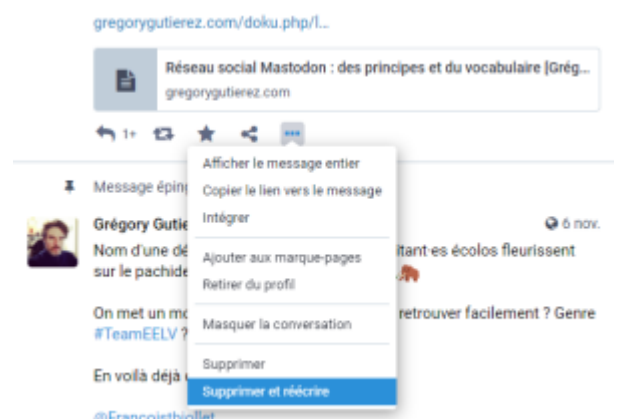 gregorygutierez.com/doku.php/l...
Réseau social Mastodon : des principes et du vocabulaire [Grég...
gregorygutierez.com
1+
Afficher le message entier
Message éping
Copier le lien vers le message
Intégrer
Grégory Gutie
6 nov.
Nom d'une dé
itant·es écolos fleurissent
Ajouter aux marque-pages
sur le pachide
Retirer du profil
On met un mo
retrouver facilement ? Genre
Masquer la conversation
#TeamEELV ?
Supprimer
En voilà déjà
Supprimer et réécrire
@Francoisthiollet